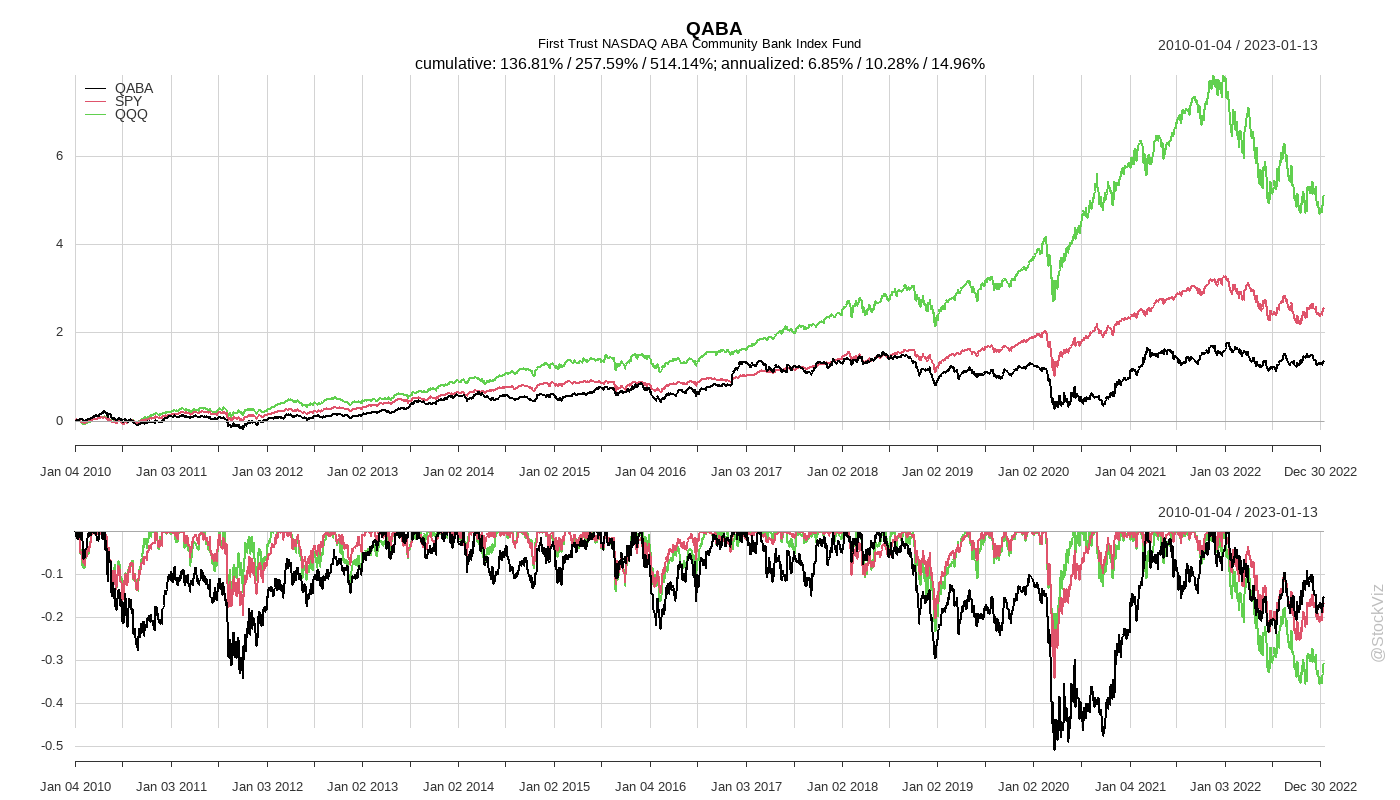 QABA
First Trust NASDAQ ABA Community Bank Index Fund
2010-01-04 / 2023-01-13
cumulative: 136.81% / 257.59% / 514.14%; annualized: 6.85% / 10.28% / 14.96%
QABA
SPY
QQQ
6
4
2
0
Jan 04 2010 Jan 03 2011 Jan 03 2012 Jan 02 2013 Jan 02 2014 Jan 02 2015 Jan 04 2016 Jan 03 2017 Jan 02 2018 Jan 02 2019 Jan 02 2020 Jan 04 2021 Jan 03 2022 Dec 30 2022
2010-01-04 / 2023-01-13
-0.1
-0.2
-0.3
-0.4
-0.5
Jan 04 2010 Jan 03 2011 Jan 03 2012 Jan 02 2013 Jan 02 2014 Jan 02 2015 Jan 04 2016 Jan 03 2017 Jan 02 2018 Jan 02 2019 Jan 02 2020 Jan 04 2021 Jan 03 2022 Dec 30 2022
@StockViz